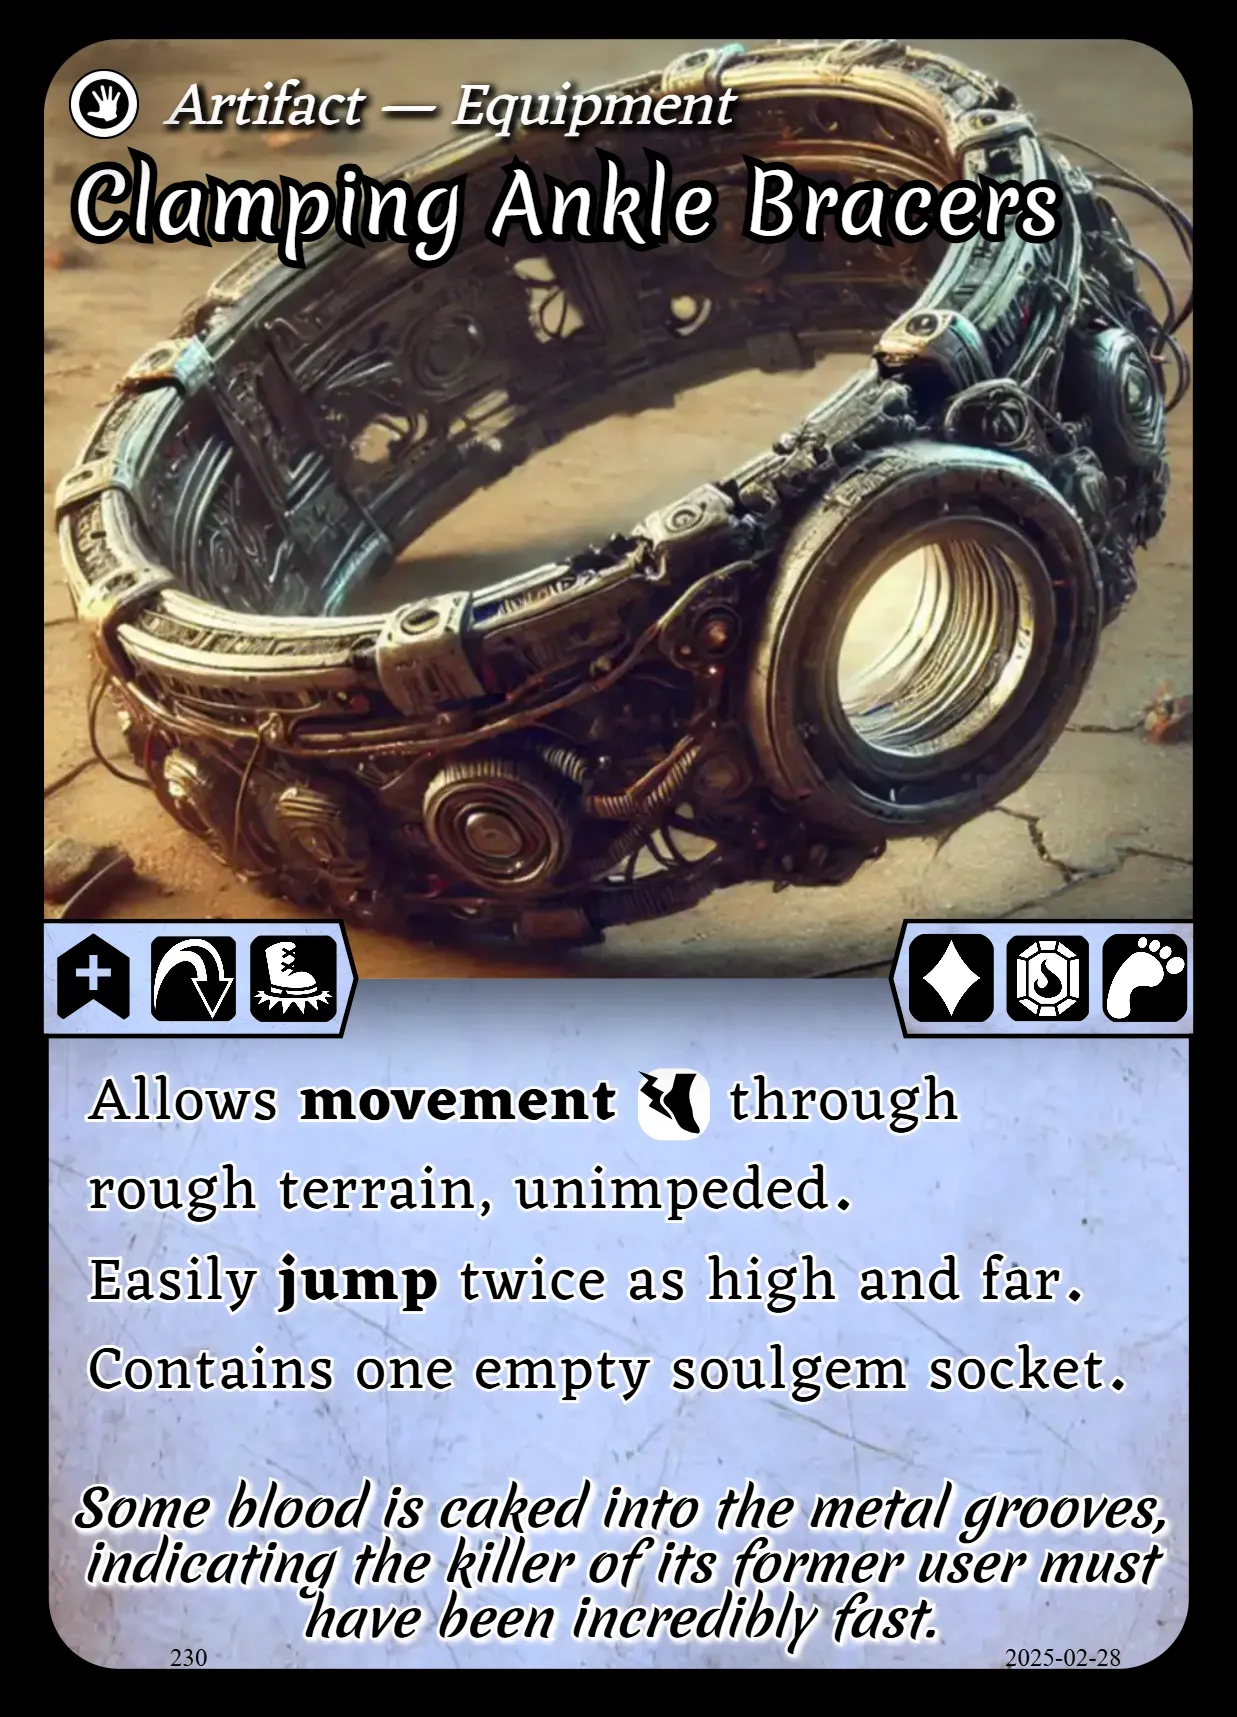 Artifact — Equipment
Clamping Ankle Bracers
Allows movement through
rough terrain, unimpeded.
Easily jump twice as high and far.
Contains one empty soulgem socket.
Some blood is caked into the metal grooves,
indicating the killer of its former user must
have been incredibly fast.
230
2025-02-28